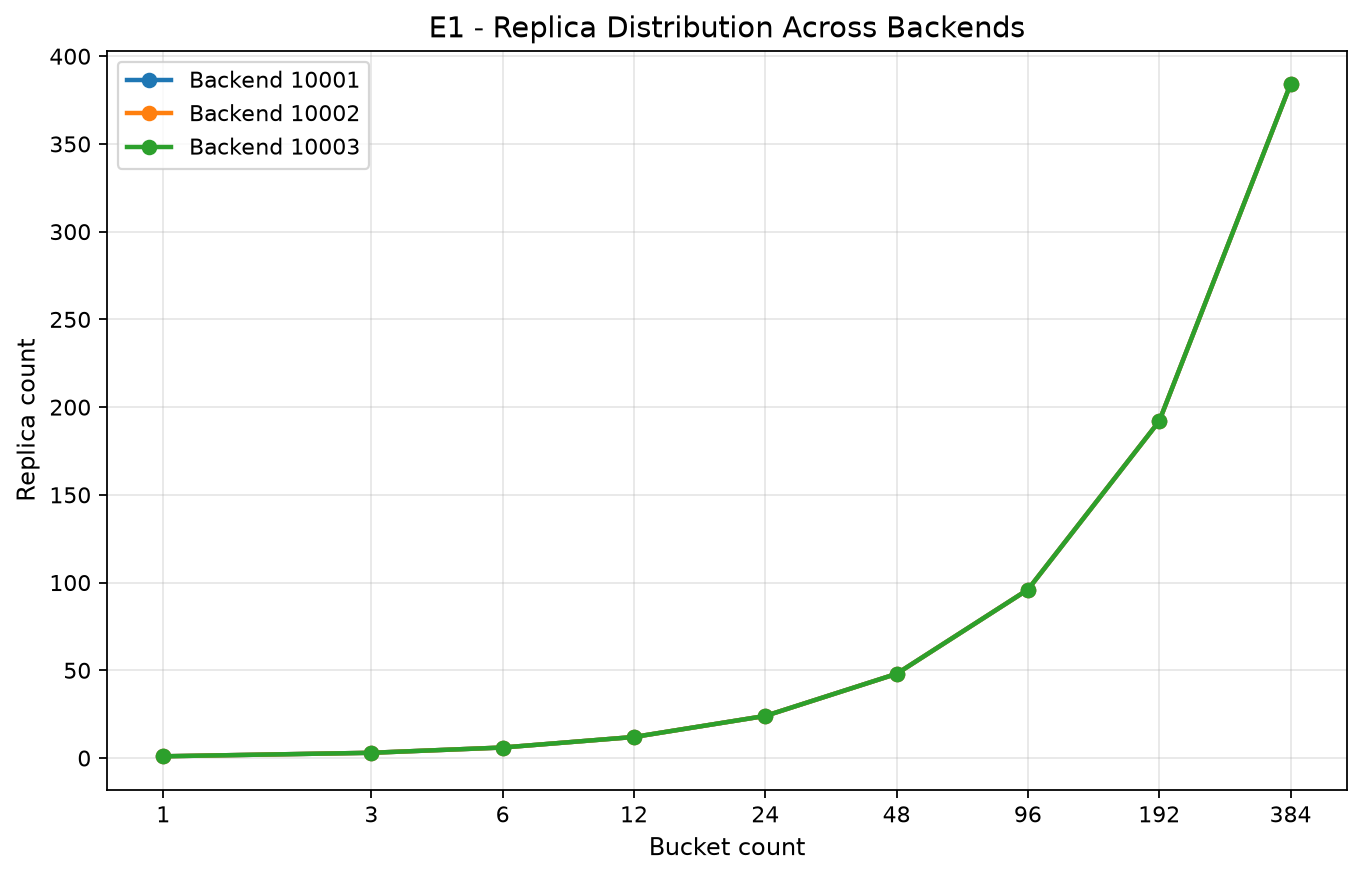 E1 - Replica Distribution Across Backends
400
350
300
250
200
150
100
50
0
Replica count
Backend 10001
Backend 10002
Backend 10003
1 3 6 12 24 48 96 192 384
Bucket count